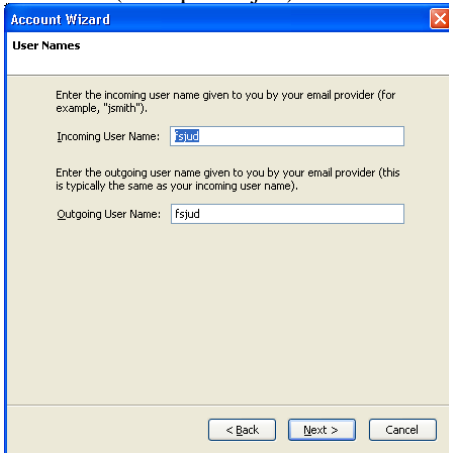 Account Wizard
User Names
Enter the incoming user name given to you by your email provider (for
example, "jsmith").
Incoming User Name: fsjud
Enter the outgoing user name given to you by your email provider (this
is typically the same as your incoming user name).
Outgoing User Name: fsjud
< Back Next > Cancel